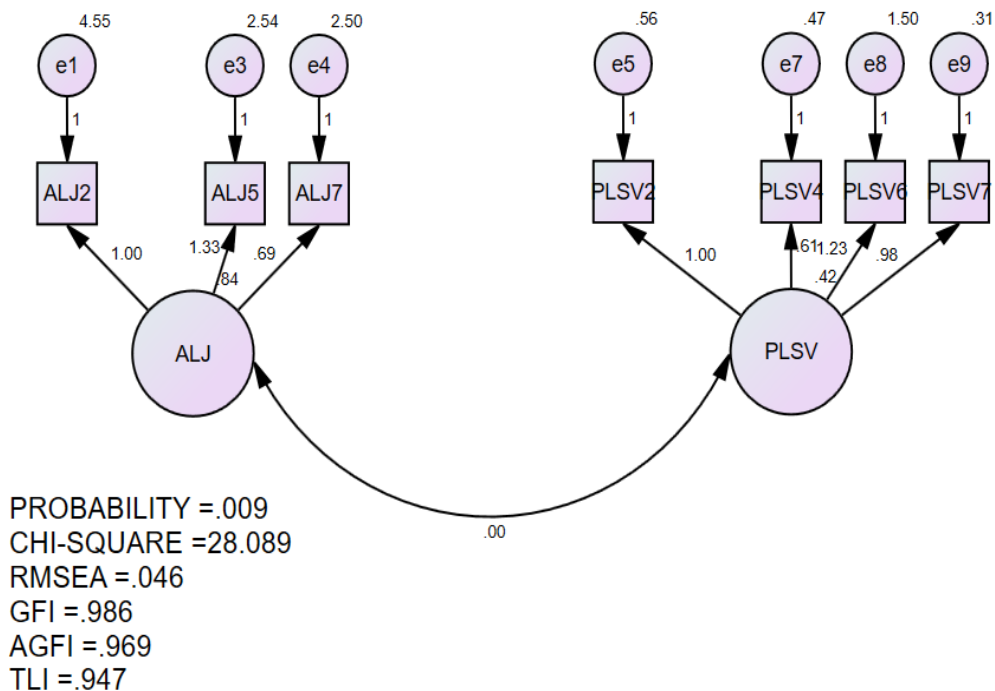 4.55 2.54 2.50 .56 .47 1.50 .31
e1 e3 e4 e5 e7 e8 e9
1 1 1 1 1 1 1
ALJ2 ALJ5 ALJ7 PLSV2 PLSV4 PLSV6 PLSV7
1.00 1.33 .69 1.00 .61 1.23 .98
.84 .42
ALJ PLSV
.00
PROBABILITY =.009
CHI-SQUARE =28.089
RMSEA =.046
GFI =.986
AGFI =.969
TLI =.947